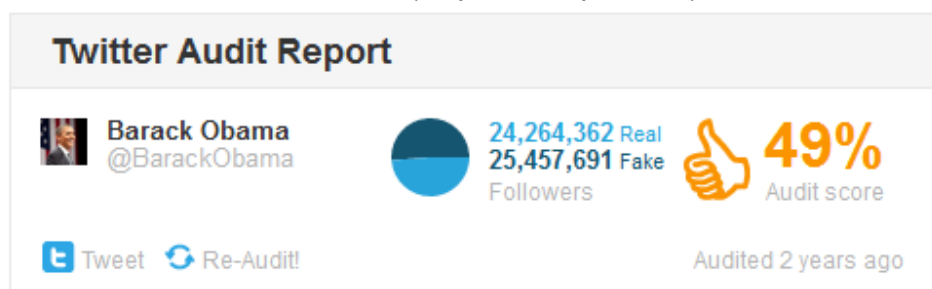 Twitter Audit Report
Barack Obama
@BarackObama
24,264,362 Real
25,457,691 Fake
Followers
49%
Audit score
Tweet Re-Audit!
Audited 2 years ago